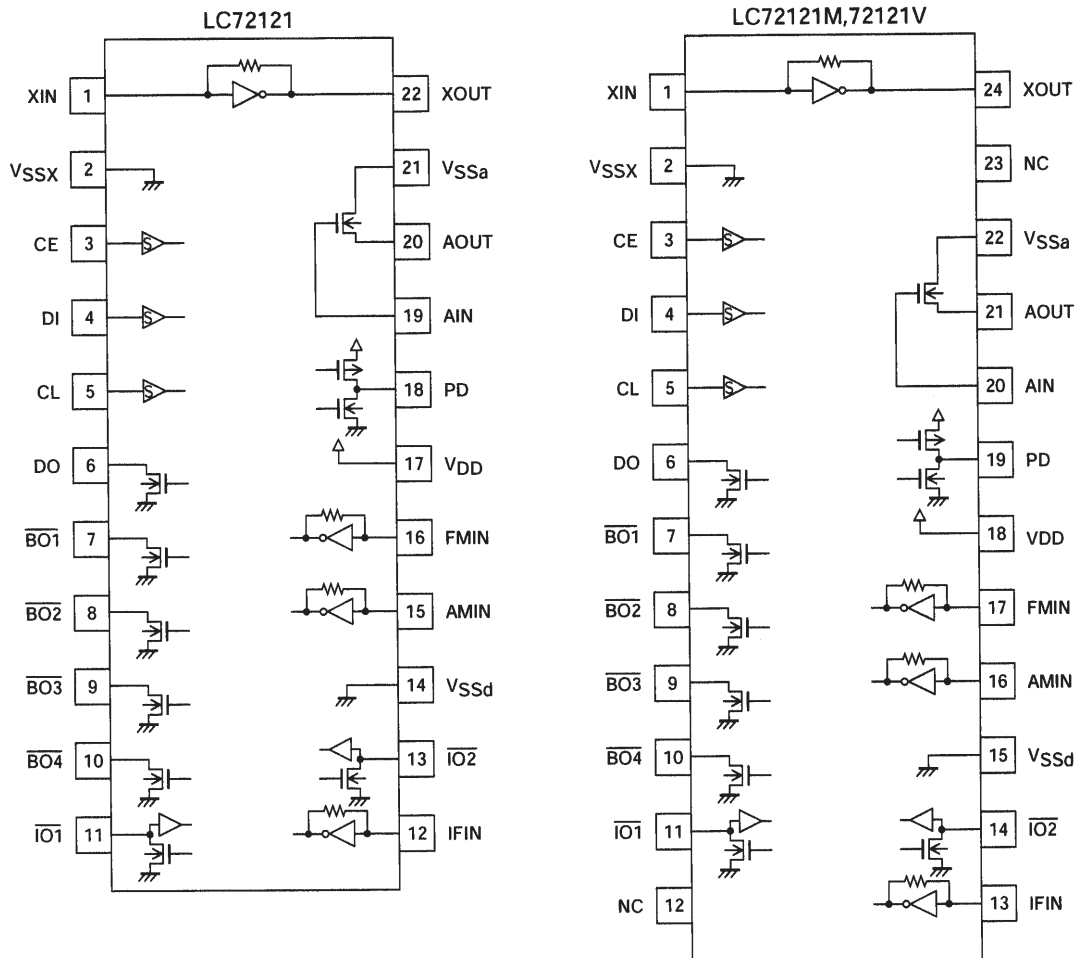 LC72121
XIN 1 22 XOUT
VSSX 2 21 VSSa
CE 3 S 20 AOUT
DI 4 S 19 AIN
CL 5 S 18 PD
DO 6 17 VDD
BO1 7 16 FMIN
BO2 8 15 AMIN
BO3 9 14 VSSd
BO4 10 13 IO2
IO1 11 12 IFIN
LC72121M,72121V
XIN 1 24 XOUT
VSSX 2 23 NC
CE 3 S 22 VSSa
DI 4 S 21 AOUT
CL 5 S 20 AIN
DO 6 19 PD
BO1 7 18 VDD
BO2 8 17 FMIN
BO3 9 16 AMIN
BO4 10 15 VSSd
IO1 11 14 IO2
NC 12 13 IFIN